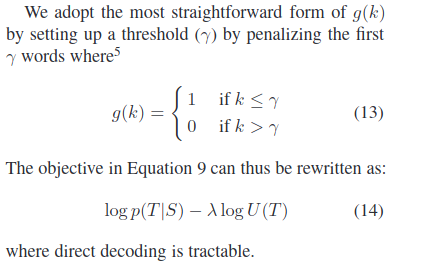 We adopt the most straightforward form of g(k)
by setting up a threshold (γ) by penalizing the first
γ words where⁵
g(k) = { 1 if k ≤ γ
0 if k > γ (13)
The objective in Equation 9 can thus be rewritten as:
log p(T|S) − λ log U(T) (14)
where direct decoding is tractable.